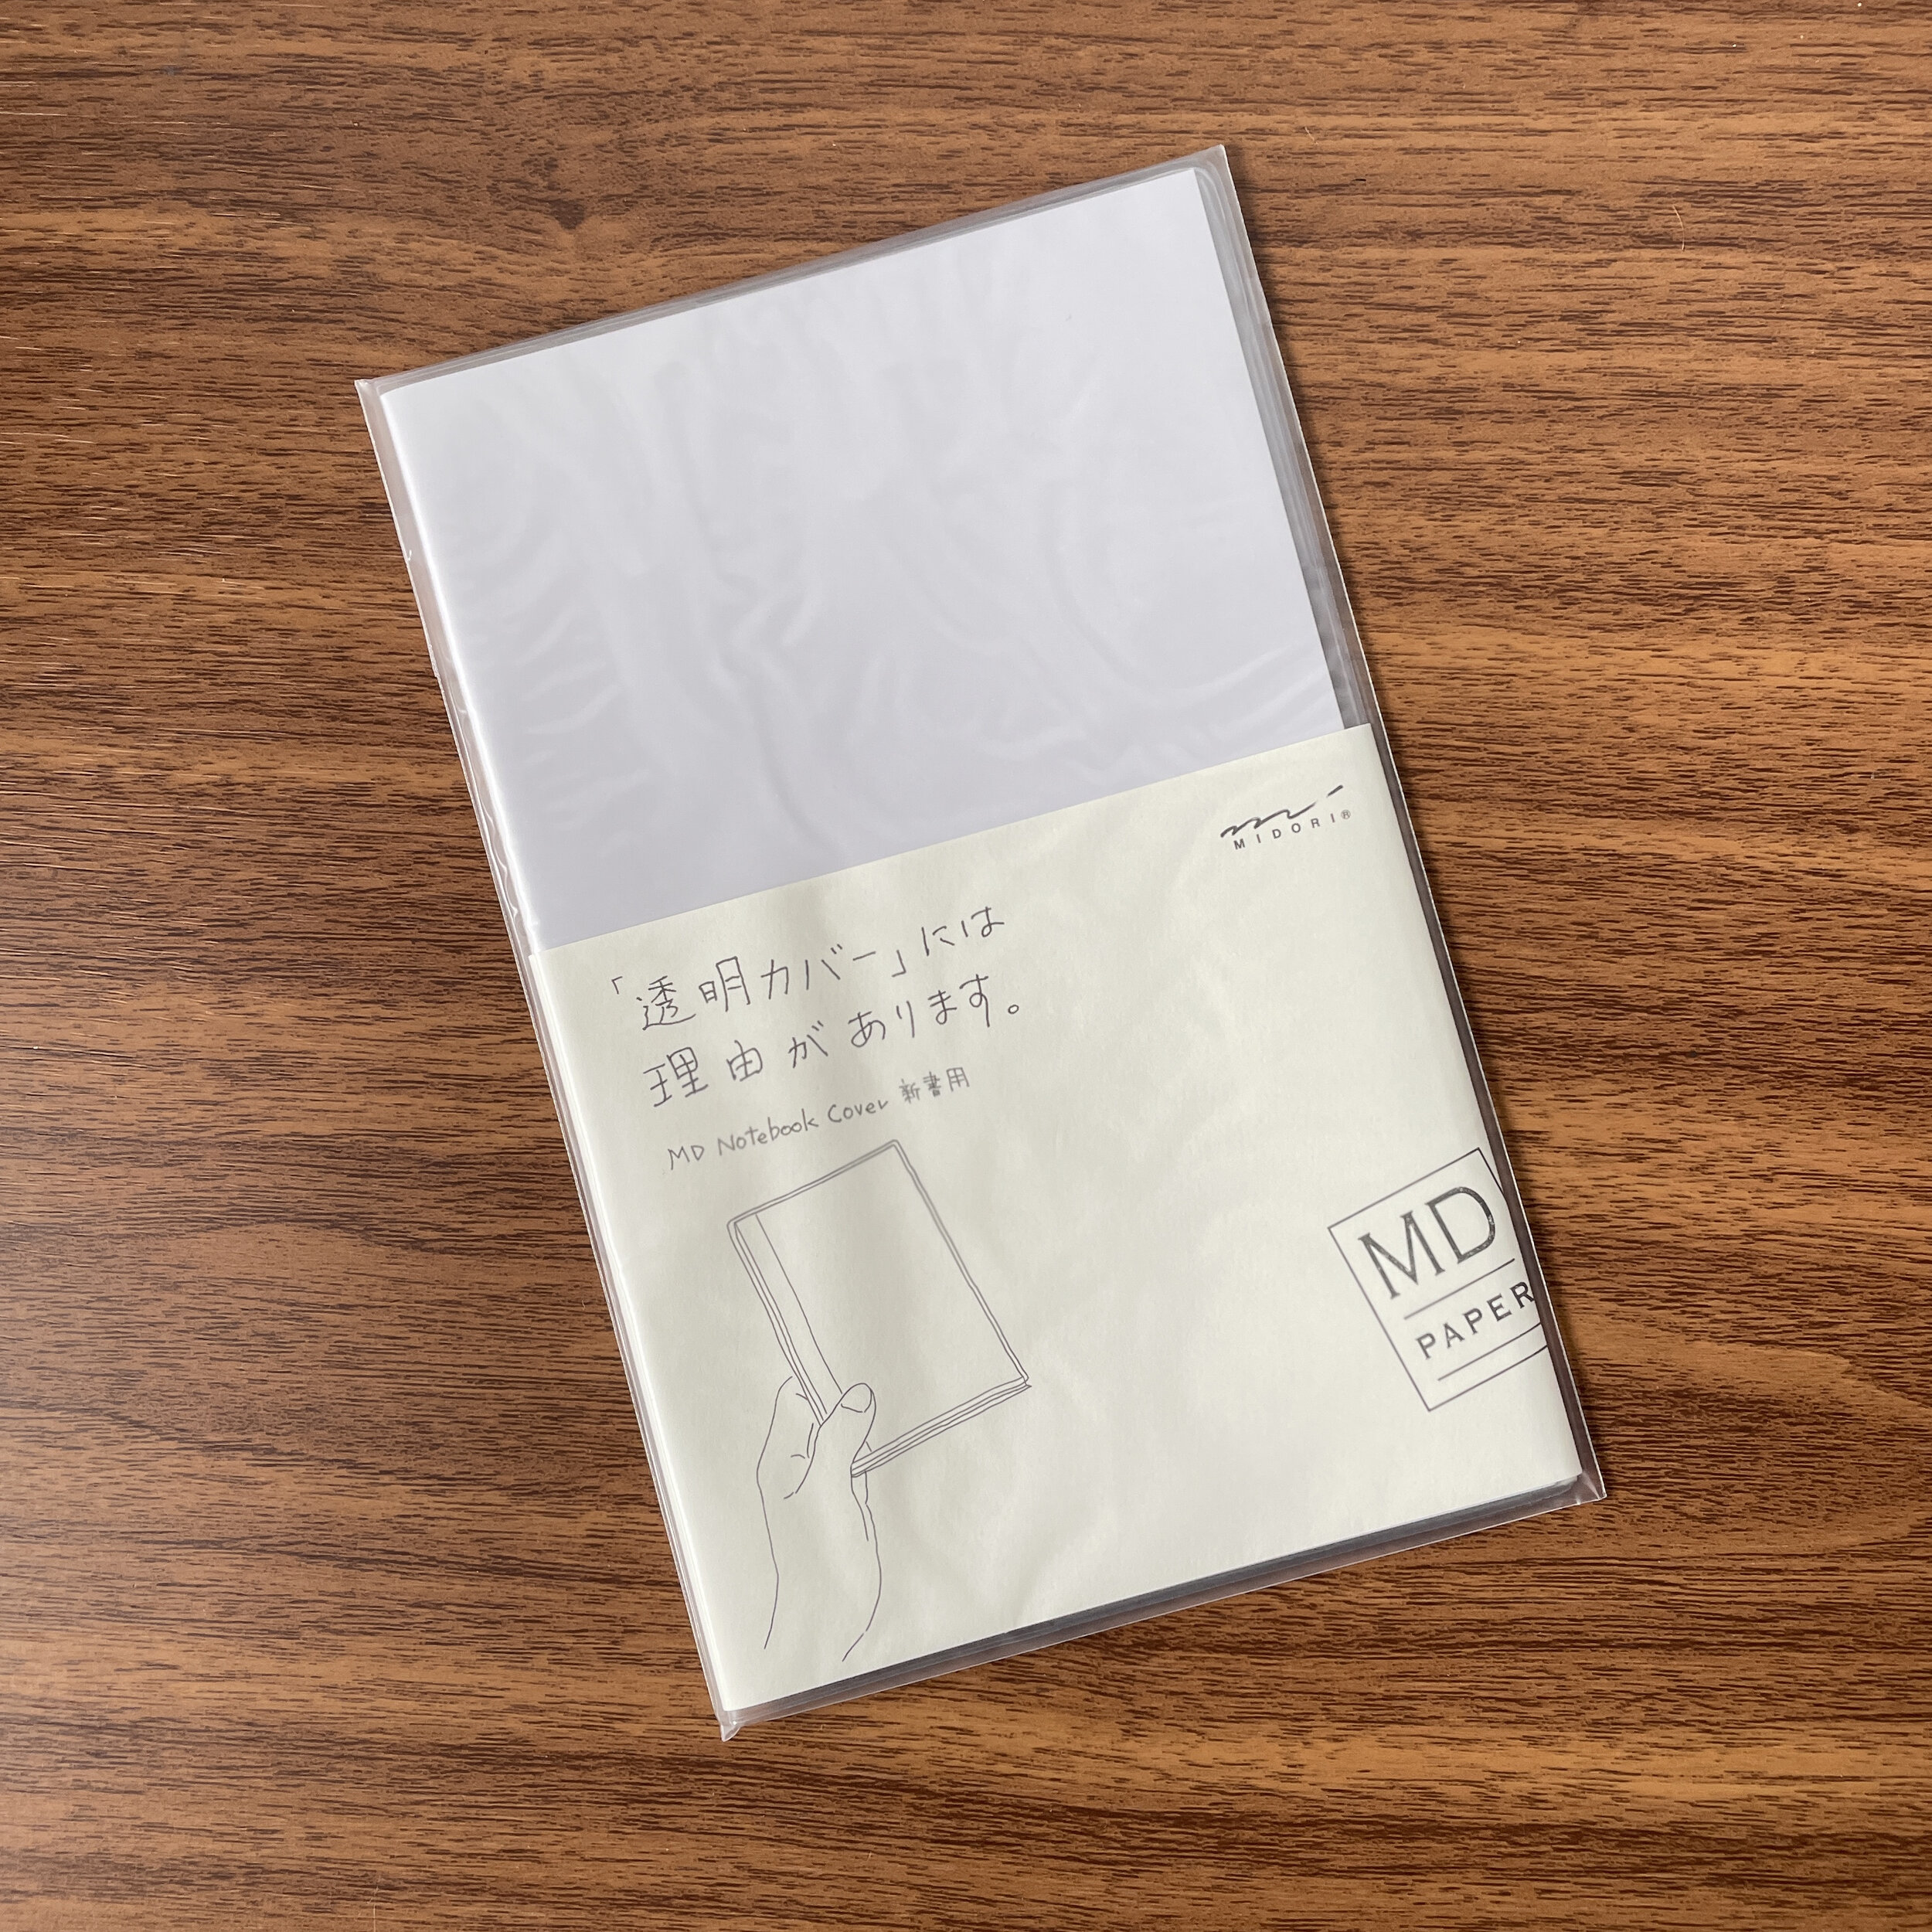 MIDORI®
「透明カバー」には
理由があります。
MD Notebook Cover 新書用
MD
PAPER